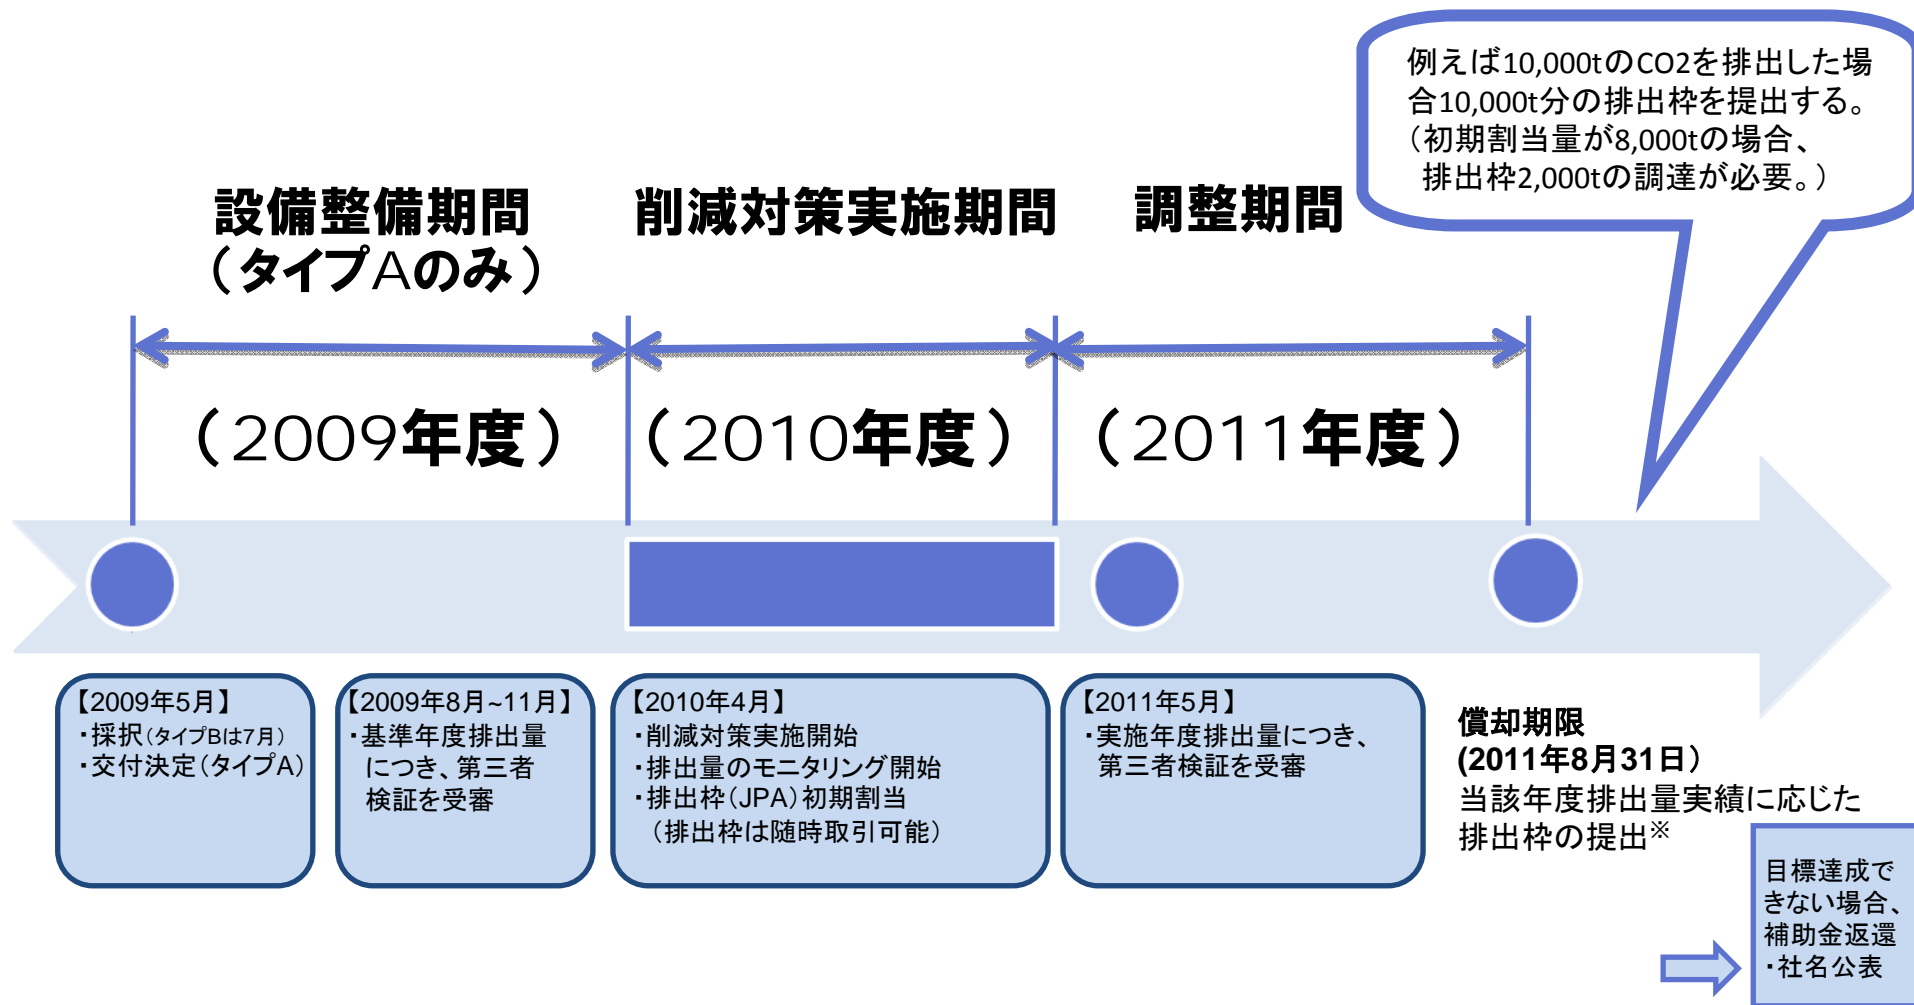 例えば10,000tのCO2を排出した場
合10,000t分の排出枠を提出する。
（初期割当量が8,000tの場合、
排出枠2,000tの調達が必要。）
設備整備期間
（タイプAのみ）
削減対策実施期間
調整期間
（2009年度）
（2010年度）
（2011年度）
【2009年5月】
・採択（タイプBは7月）
・交付決定（タイプA）
【2009年8月~11月】
・基準年度排出量
につき、第三者
検証を受審
【2010年4月】
・削減対策実施開始
・排出量のモニタリング開始
・排出枠（JPA）初期割当
（排出枠は随時取引可能）
【2011年5月】
・実施年度排出量につき、
第三者検証を受審
償却期限
(2011年8月31日）
当該年度排出量実績に応じた
排出枠の提出※
目標達成で
きない場合、
補助金返還
・社名公表